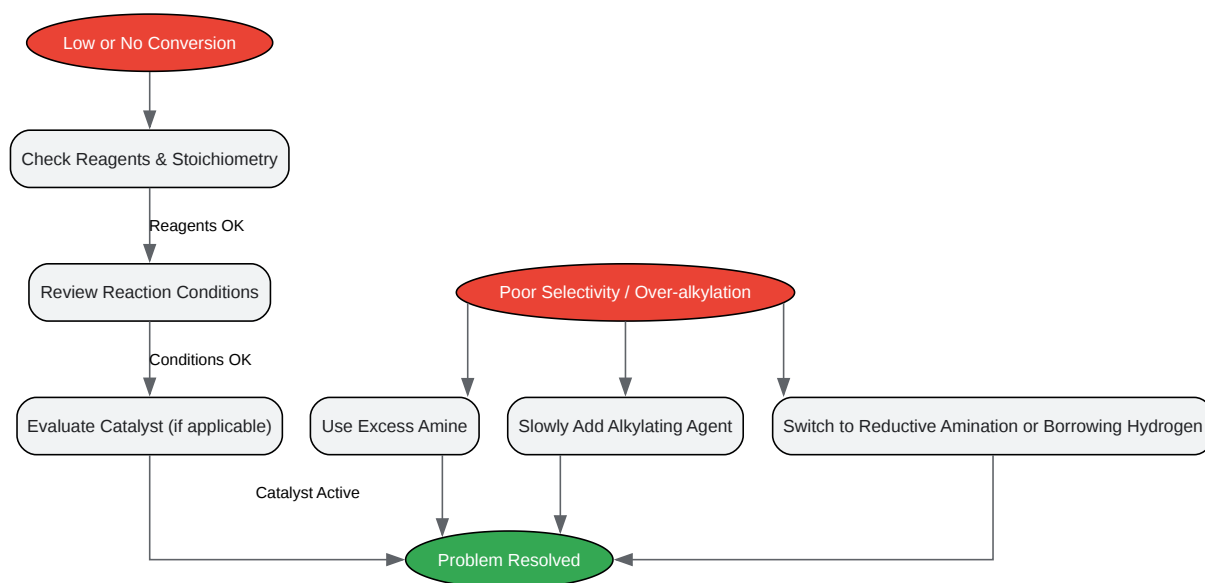 Low or No Conversion
Check Reagents & Stoichiometry
Reagents OK
Review Reaction Conditions
Poor Selectivity / Over-alkylation
Conditions OK
Evaluate Catalyst (if applicable)
Use Excess Amine
Slowly Add Alkylating Agent
Switch to Reductive Amination or Borrowing Hydrogen
Catalyst Active
Problem Resolved